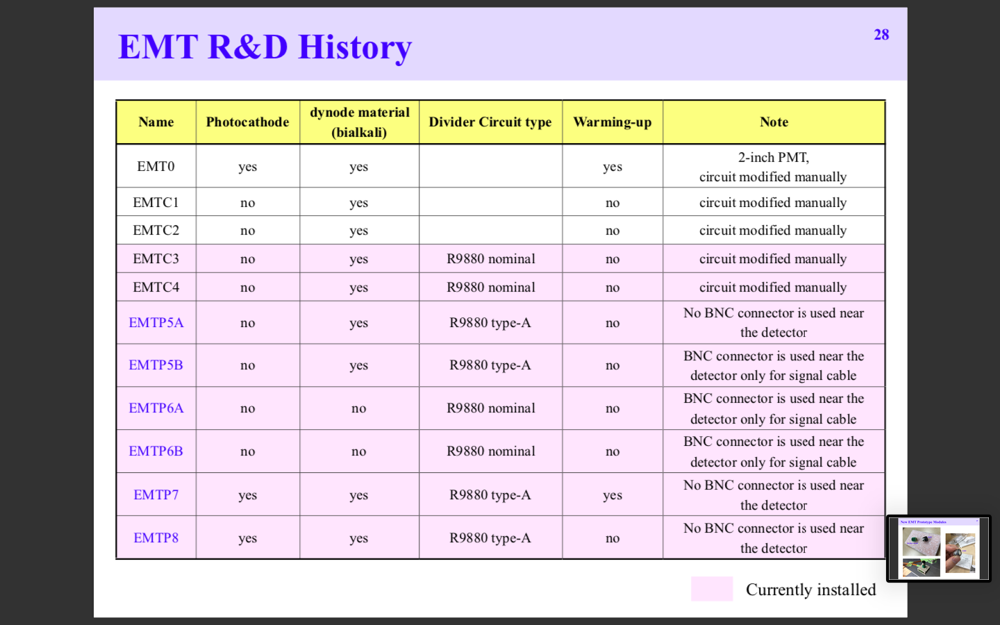 EMT R&D History
28
Name Photocathode dynode material (bialkali) Divider Circuit type Warming-up Note
EMT0 yes yes yes 2-inch PMT,
circuit modified manually
EMTC1 no yes no circuit modified manually
EMTC2 no yes no circuit modified manually
EMTC3 no yes R9880 nominal no circuit modified manually
EMTC4 no yes R9880 nominal no circuit modified manually
EMTP5A no yes R9880 type-A no No BNC connector is used near
the detector
EMTP5B no yes R9880 type-A no BNC connector is used near the
detector only for signal cable
EMTP6A no no R9880 nominal no BNC connector is used near the
detector only for signal cable
EMTP6B no no R9880 nominal no BNC connector is used near the
detector only for signal cable
EMTP7 yes yes R9880 type-A yes No BNC connector is used near
the detector
EMTP8 yes yes R9880 type-A no No BNC connector is used near
the detector
Currently installed
New EMT Prototype Modules